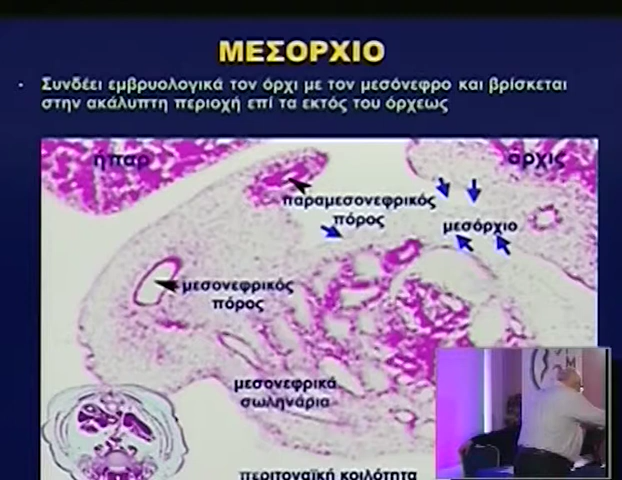 ΜΕΣΟΡΧΙΟ
- Συνδέει εμβρυολογικά τον όρχι με τον μεσόνεφρο και βρίσκεται
στην ακάλυπτη περιοχή επί τα εκτός του όρχεως
ήπαρ
όρχις
παραμεσονεφρικός
πόρος
μεσόρχιο
μεσονεφρικός
πόρος
μεσονεφρικά
σωληνάρια
περιτοναϊκή κοιλότητα